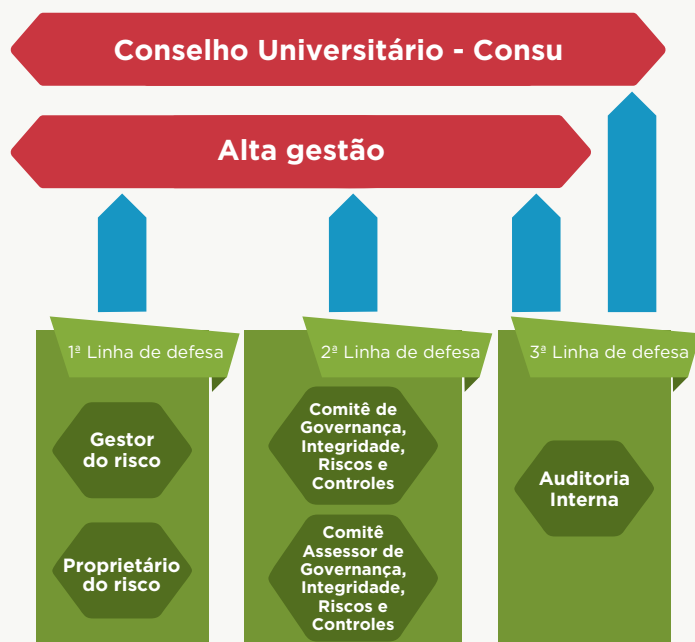 Conselho Universitário - Consu
Alta gestão
1ª Linha de defesa
Gestor
do risco
Proprietário
do risco
2ª Linha de defesa
Comitê de
Governança,
Integridade,
Riscos e
Controles
Comitê
Assessor de
Governança,
Integridade,
Riscos e
Controles
3ª Linha de defesa
Auditoria
Interna